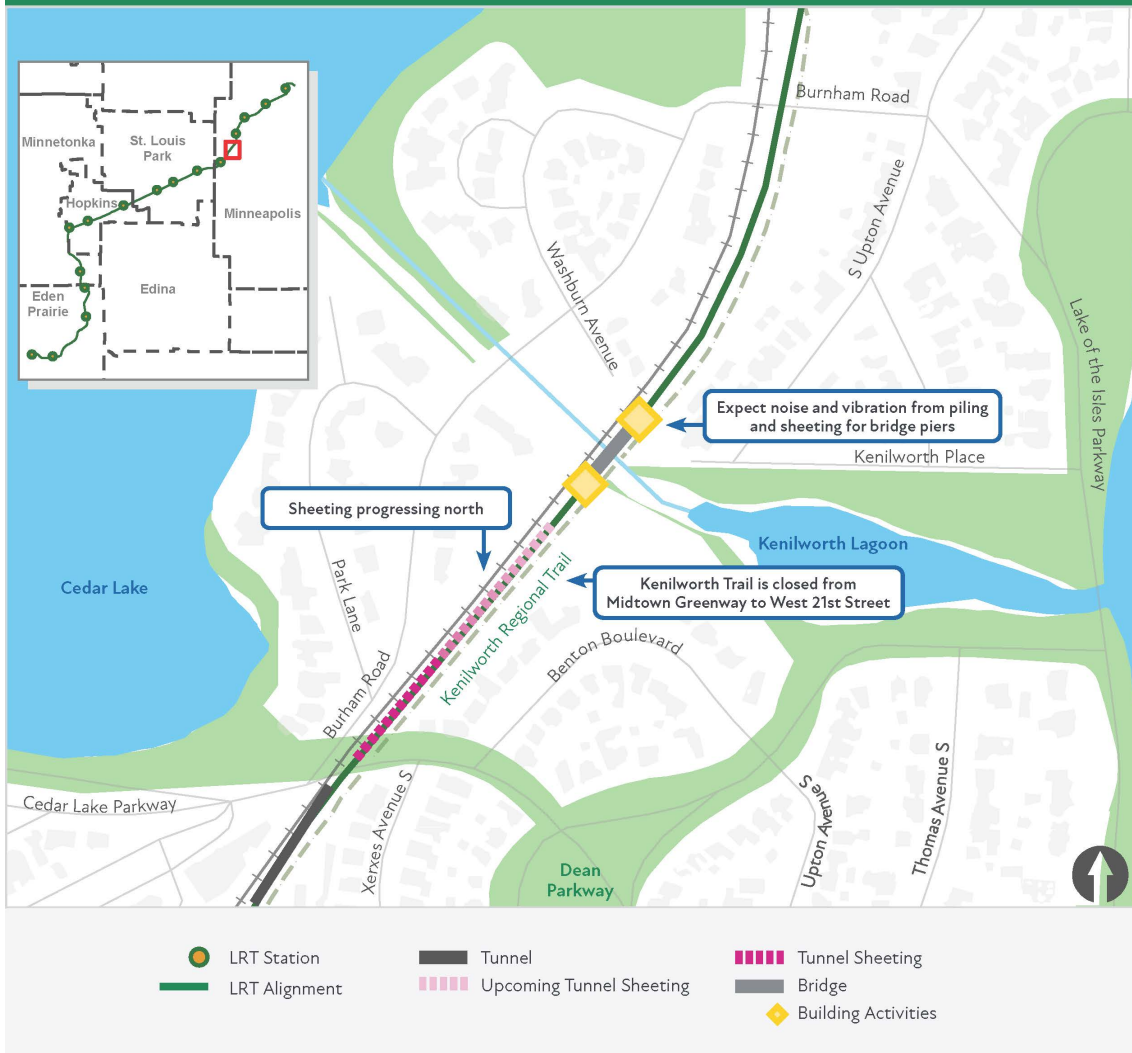 Burnham Road
Minnetonka
St. Louis
Park
Hopkins
Minneapolis
Edina
Eden
Prairie
S Upton Avenue
Washburn Avenue
Lake of the Isles Parkway
Expect noise and vibration from piling
and sheeting for bridge piers
Kenilworth Place
Sheeting progressing north
Kenilworth Lagoon
Cedar Lake
Park Lane
Kenilworth Trail is closed from
Midtown Greenway to West 21st Street
Kenilworth Regional Trail
Benton Boulevard
Burham Road
Cedar Lake Parkway
Xerxes Avenue S
Upton Avenue S
Thomas Avenue S
Dean
Parkway
LRT Station
Tunnel
Tunnel Sheeting
LRT Alignment
Upcoming Tunnel Sheeting
Bridge
Building Activities